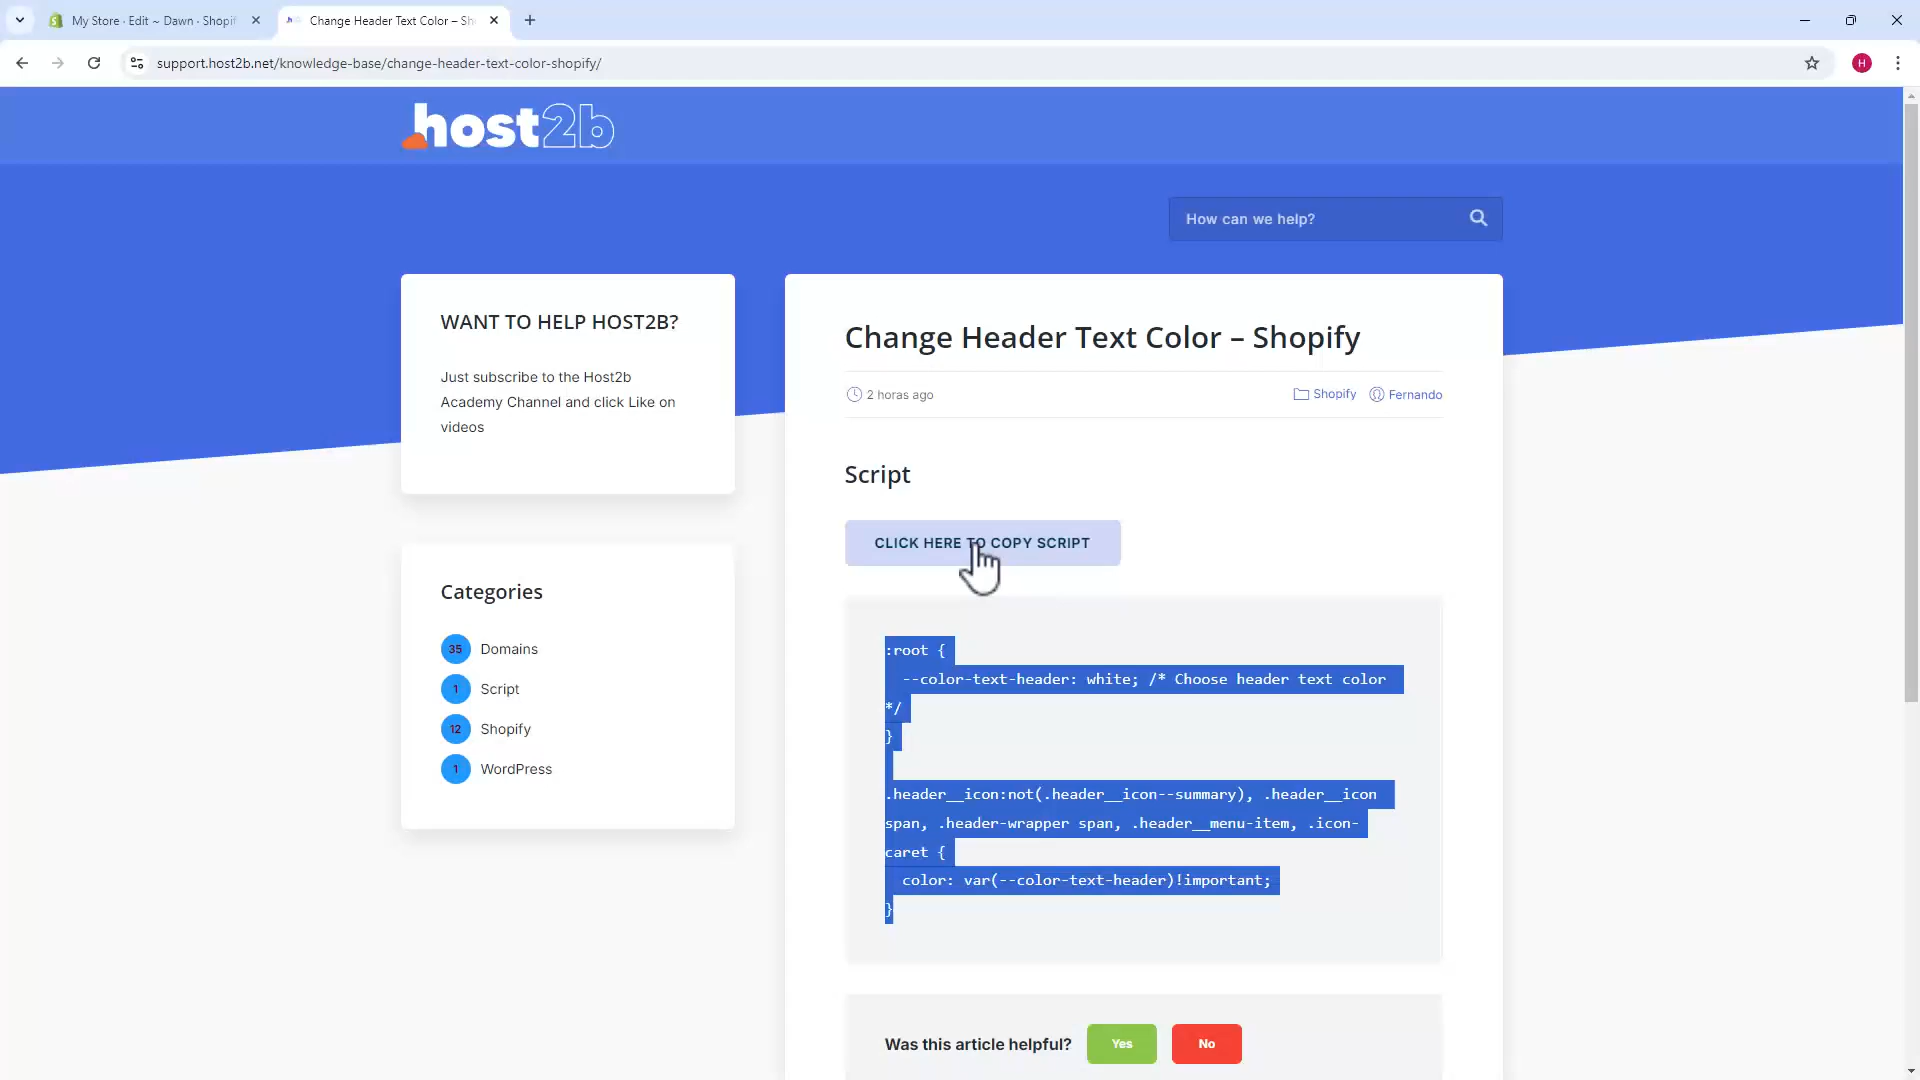 My Store · Edit ~ Dawn · Shopif
Change Header Text Color – Sh
support.host2b.net/knowledge-base/change-header-text-color-shopify/
H
host2b
How can we help?
WANT TO HELP HOST2B?
Just subscribe to the Host2b
Academy Channel and click Like on
videos
Categories
35 Domains
1 Script
12 Shopify
1 WordPress
Change Header Text Color – Shopify
2 horas ago
Shopify
Fernando
Script
CLICK HERE TO COPY SCRIPT
:root {
--color-text-header: white; /* Choose header text color
*/
}
.header__icon:not(.header__icon--summary), .header__icon
span, .header-wrapper span, .header__menu-item, .icon-
caret {
color: var(--color-text-header)!important;
}
Was this article helpful?
Yes
No